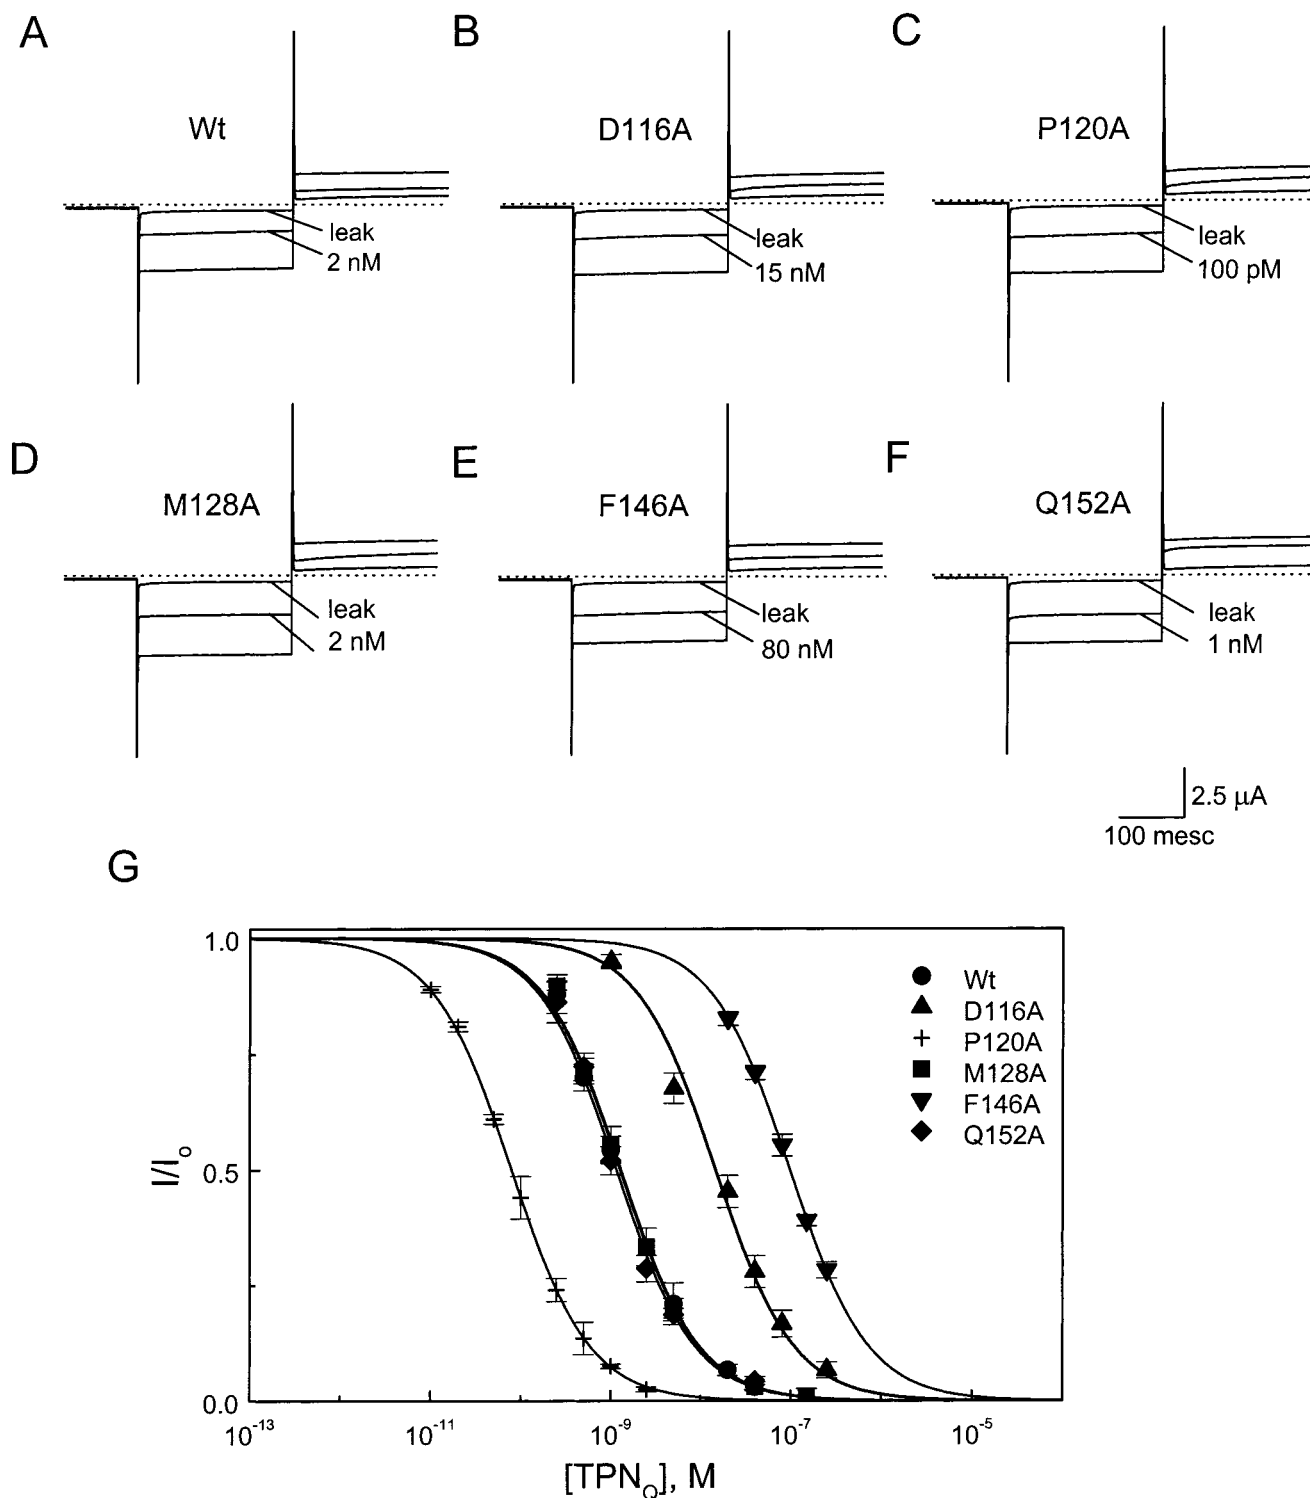 A
B
C
Wt
D116A
P120A
leak
2 nM
leak
15 nM
leak
100 pM
D
E
F
M128A
F146A
Q152A
leak
2 nM
leak
80 nM
leak
1 nM
2.5 μA
100 mesc
G
1.0
0.5
0.0
I/Io
Wt
D116A
P120A
M128A
F146A
Q152A
10-13
10-11
10-9
10-7
10-5
[TPNQ], M